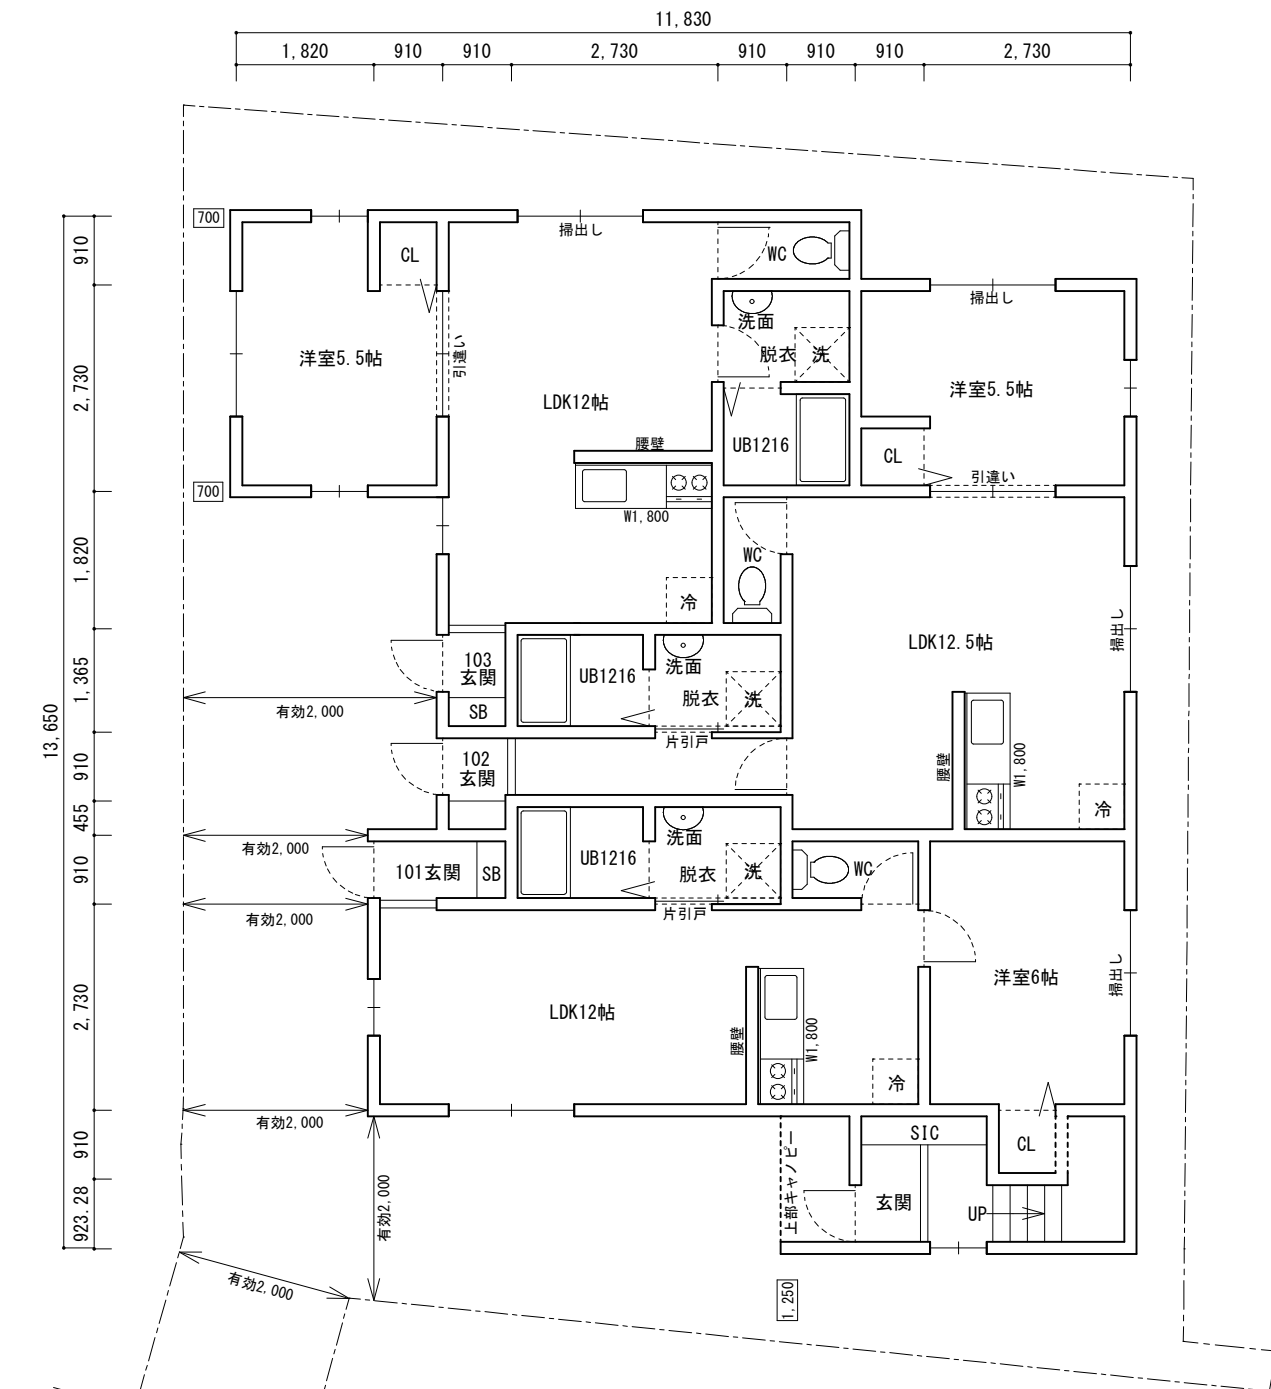 11,830
1,820
910
910
2,730
910
910
910
2,730
13,650
910
2,730
1,820
1,365
910
455
910
2,730
910
923.28
700
700
CL
掃出し
WC
洗面
脱衣
洗
掃出し
洋室5.5帖
引違い
LDK12帖
洋室5.5帖
腰壁
UB1216
CL
引違い
W1,800
WC
冷
LDK12.5帖
掃出し
103
玄関
SB
UB1216
洗面
脱衣
洗
片引戸
有効2,000
102
玄関
腰壁
W1,800
冷
有効2,000
101玄関
SB
UB1216
洗面
脱衣
洗
片引戸
WC
有効2,000
LDK12帖
腰壁
W1,800
冷
洋室6帖
掃出し
有効2,000
有効2,000
有効2,000
上部キャノピー
SIC
CL
玄関
UP
1,250